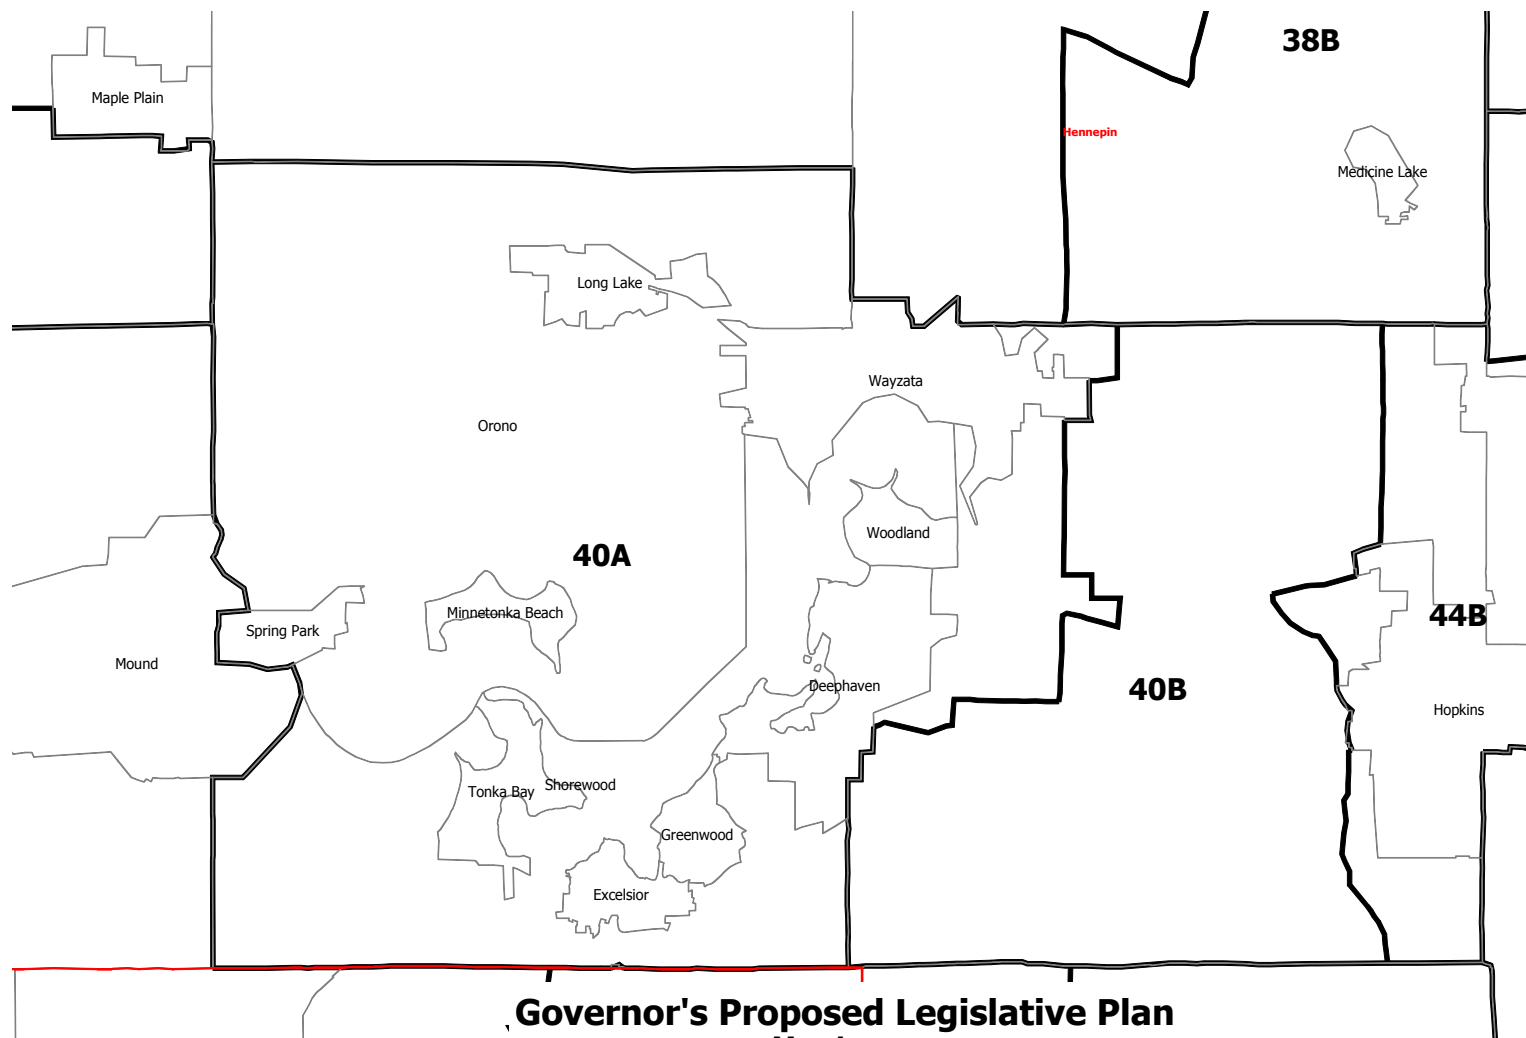 38B
Maple Plain
Hennepin
Medicine Lake
Long Lake
Wayzata
Orono
Woodland
40A
Minnetonka Beach
Spring Park
44B
Mound
Deephaven
40B
Hopkins
Shorewood
Tonka Bay
Greenwood
Excelsior
Governor's Proposed Legislative Plan